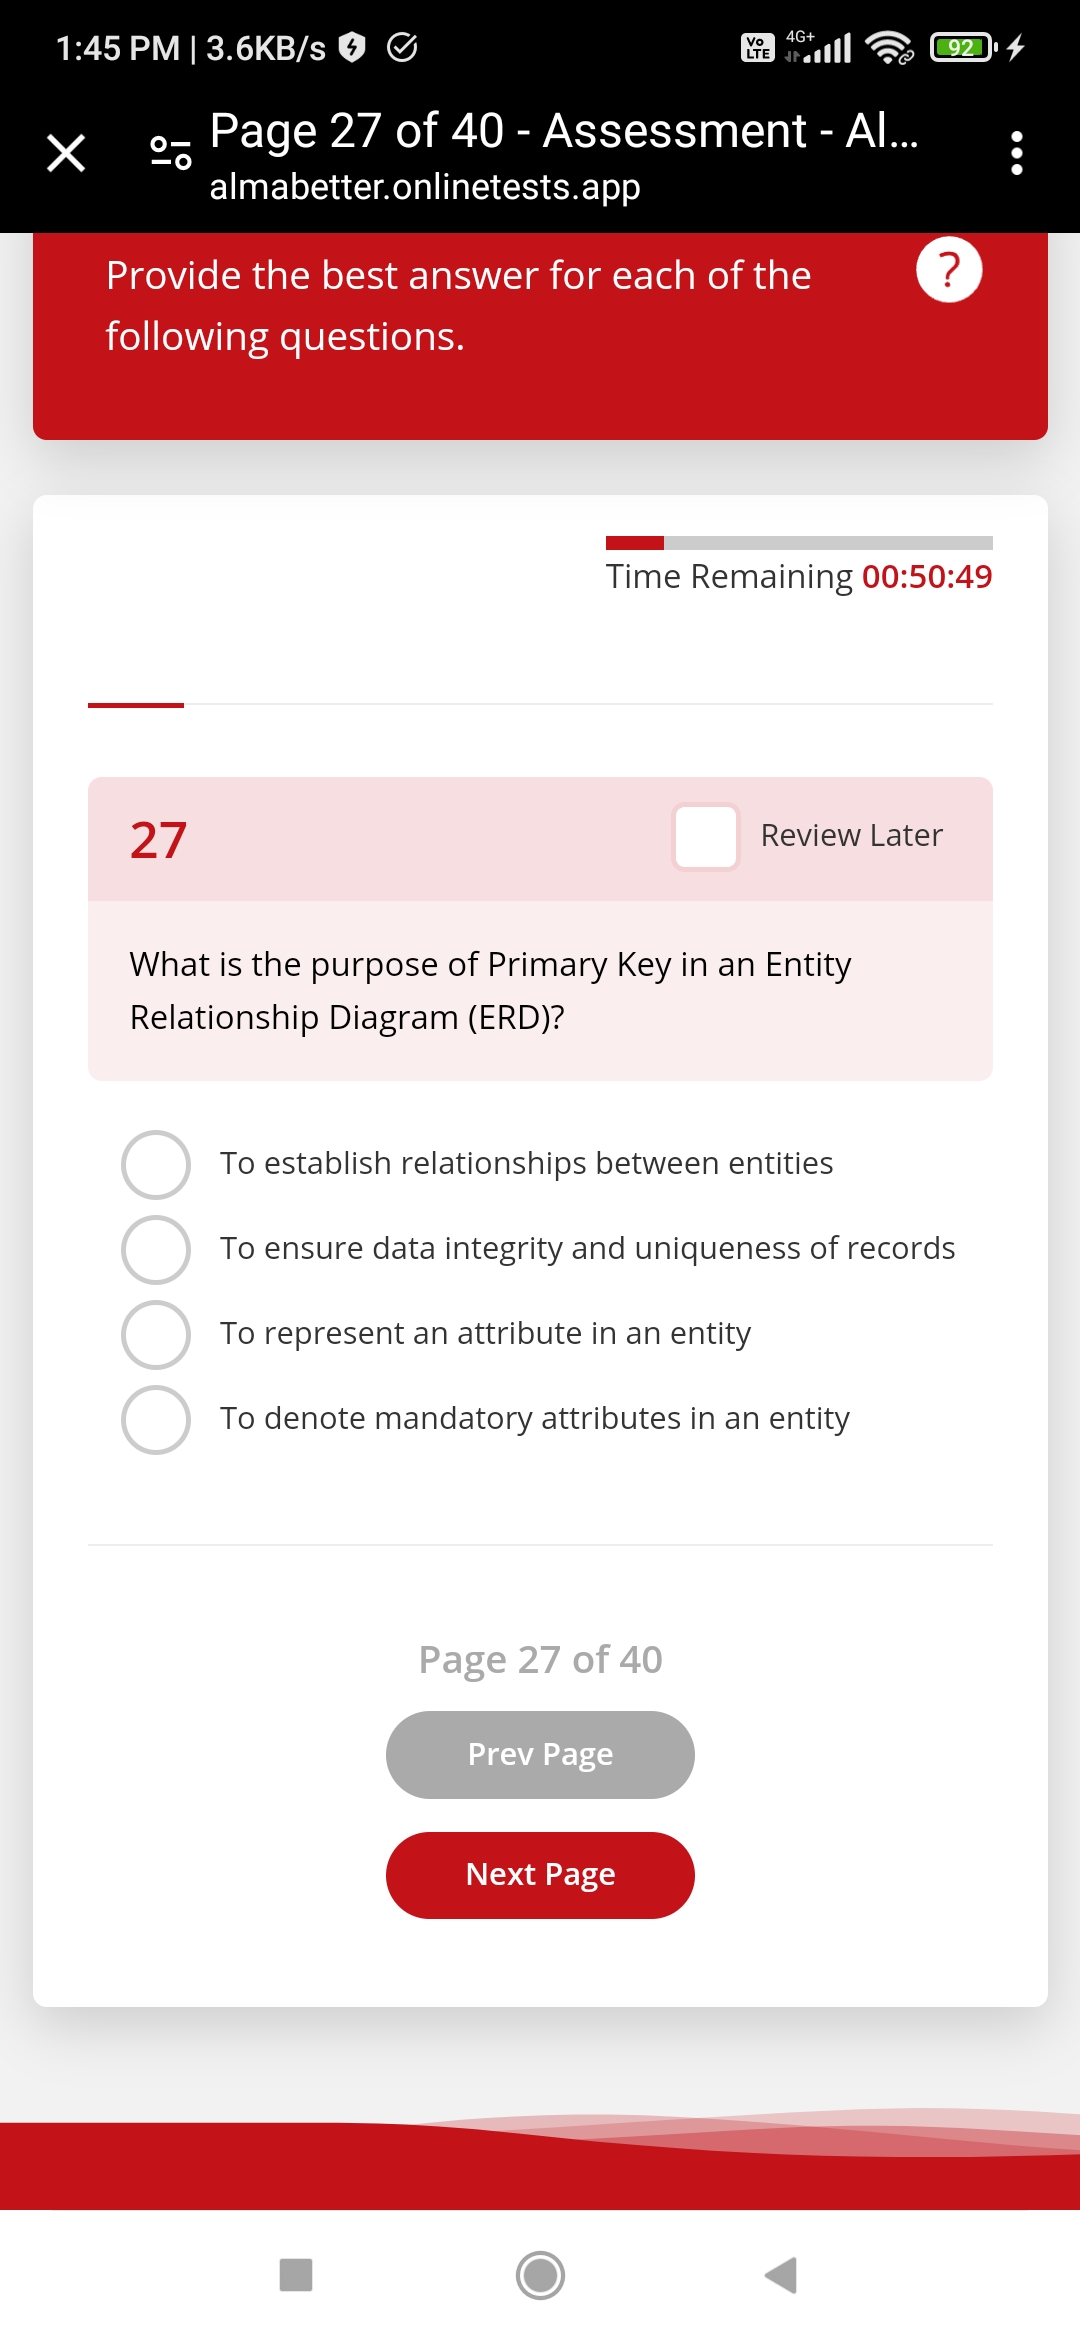 1:45 PM | 3.6KB/s
Vo LTE 4G+ 92
Page 27 of 40 - Assessment - Al...
almabetter.onlinetests.app
Provide the best answer for each of the
following questions.
?
Time Remaining 00:50:49
27
Review Later
What is the purpose of Primary Key in an Entity
Relationship Diagram (ERD)?
To establish relationships between entities
To ensure data integrity and uniqueness of records
To represent an attribute in an entity
To denote mandatory attributes in an entity
Page 27 of 40
Prev Page
Next Page